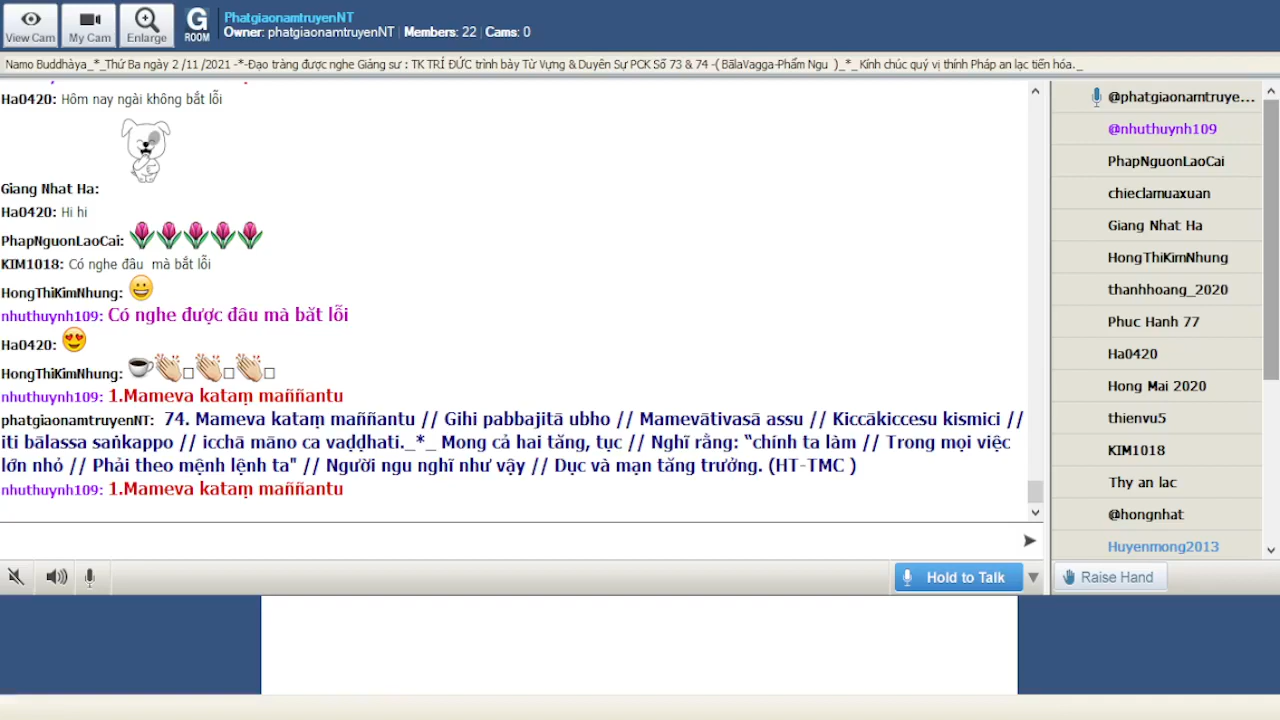 View Cam
My Cam
Enlarge
G
ROOM
PhatgiaonamtruyenNT
Owner: phatgiaonamtruyenNT | Members: 22 | Cams: 0
Namo Buddhàya_*_Thứ Ba ngày 2 /11 /2021 -*-Đạo tràng được nghe Giảng sư : TK TRÍ ĐỨC trình bày Từ Vựng & Duyên Sự PCK Số 73 & 74 -( BãlaVagga-Phẩm Ngu )_*_ Kính chúc quý vị thính Pháp an lạc tiến hóa._
Ha0420: Hôm nay ngài không bắt lỗi
Giang Nhat Ha:
Ha0420: Hi hi
PhapNguonLaoCai:
KIM1018: Có nghe đâu mà bắt lỗi
HongThiKimNhung:
nhuthuynh109: Có nghe được đâu mà bắt lỗi
Ha0420:
HongThiKimNhung:
nhuthuynh109: 1.Mameva kataṃ maññantu
phatgiaonamtruyenNT: 74. Mameva kataṃ maññantu // Gihi pabbajitā ubho // Mamevātivasā assu // Kiccākiccesu kismici //
iti bālassa saṅkappo // icchā māno ca vaḍḍhati._*_ Mong cả hai tăng, tục // Nghĩ rằng: “chính ta làm // Trong mọi việc
lớn nhỏ // Phải theo mệnh lệnh ta" // Người ngu nghĩ như vậy // Dục và mạn tăng trưởng. (HT-TMC )
nhuthuynh109: 1.Mameva kataṃ maññantu
@phatgiaonamtruye...
@nhuthuynh109
PhapNguonLaoCai
chieclamuaxuan
Giang Nhat Ha
HongThiKimNhung
thanhhoang_2020
Phuc Hanh 77
Ha0420
Hong Mai 2020
thienvu5
KIM1018
Thy an lac
@hongnhat
Huyenmong2013
Hold to Talk
Raise Hand